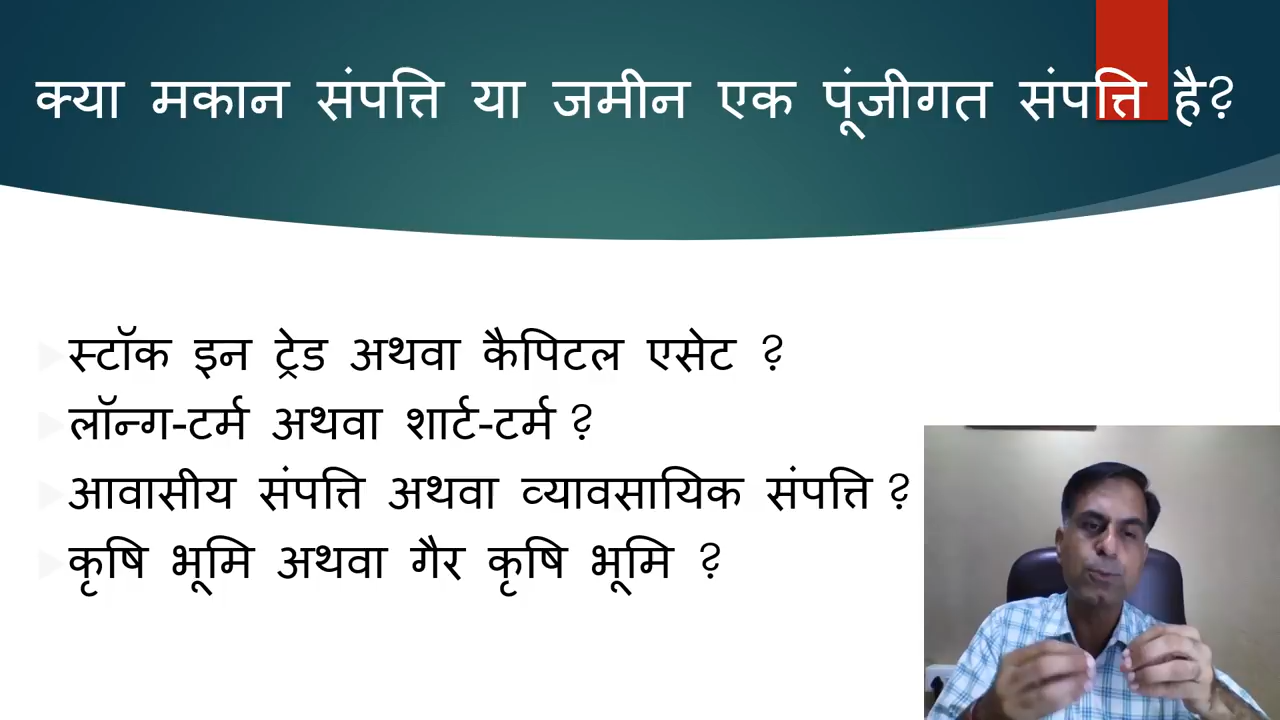 क्या मकान संपत्ति या जमीन एक पूंजीगत संपत्ति है?
स्टॉक इन ट्रेड अथवा कैपिटल एसेट ?
लॉन्ग-टर्म अथवा शार्ट-टर्म ?
आवासीय संपत्ति अथवा व्यावसायिक संपत्ति ?
कृषि भूमि अथवा गैर कृषि भूमि ?